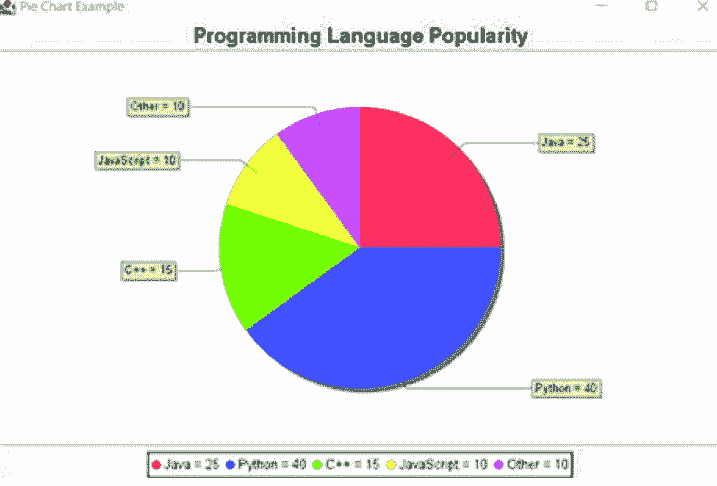 Pie Chart Example
Programming Language Popularity
Other = 10
Java = 25
JavaScript = 10
C++ = 15
Python = 40
Java = 25 Python = 40 C++ = 15 JavaScript = 10 Other = 10